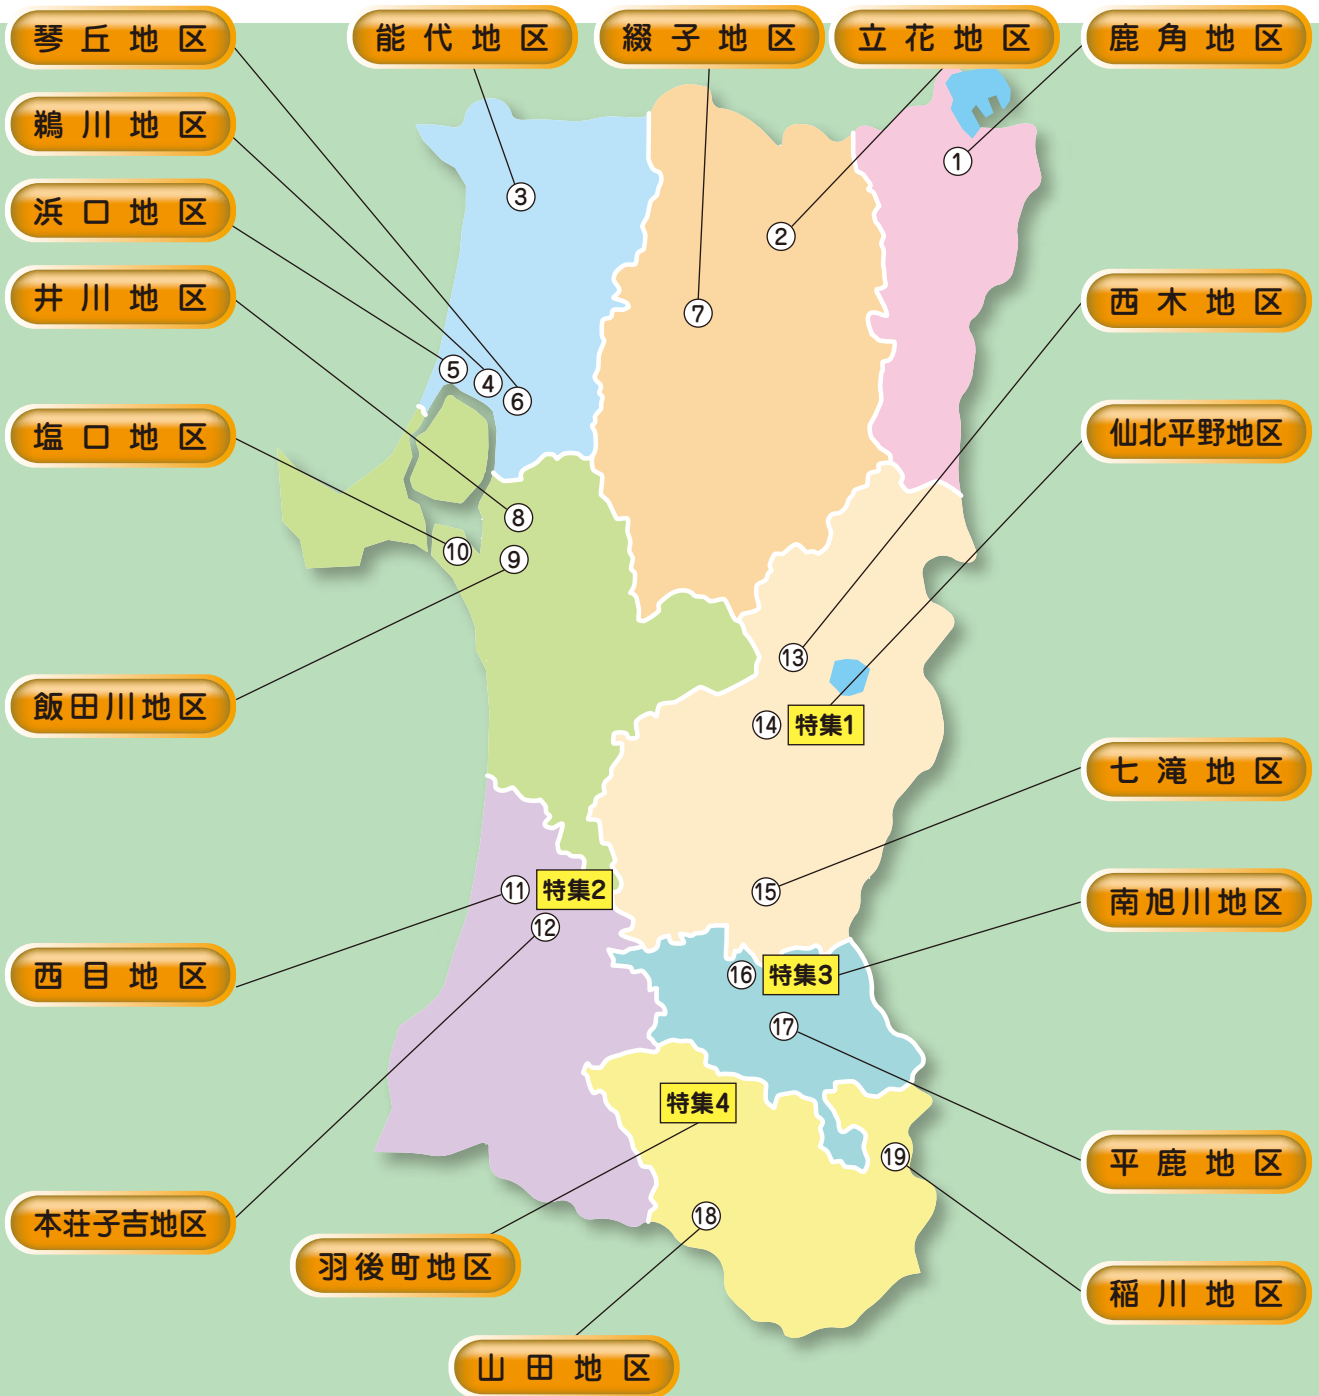 琴丘地区
能代地区
綴子地区
立花地区
鹿角地区
鵜川地区
浜口地区
井川地区
塩口地区
飯田川地区
西目地区
本荘子吉地区
羽後町地区
山田地区
西木地区
仙北平野地区
七滝地区
南旭川地区
平鹿地区
稲川地区
①
②
③
⑦
⑤
④
⑥
⑧
⑩
⑨
⑬
⑭ 特集1
⑪ 特集2
⑫
⑮
⑯ 特集3
⑰
特集4
⑲
⑱